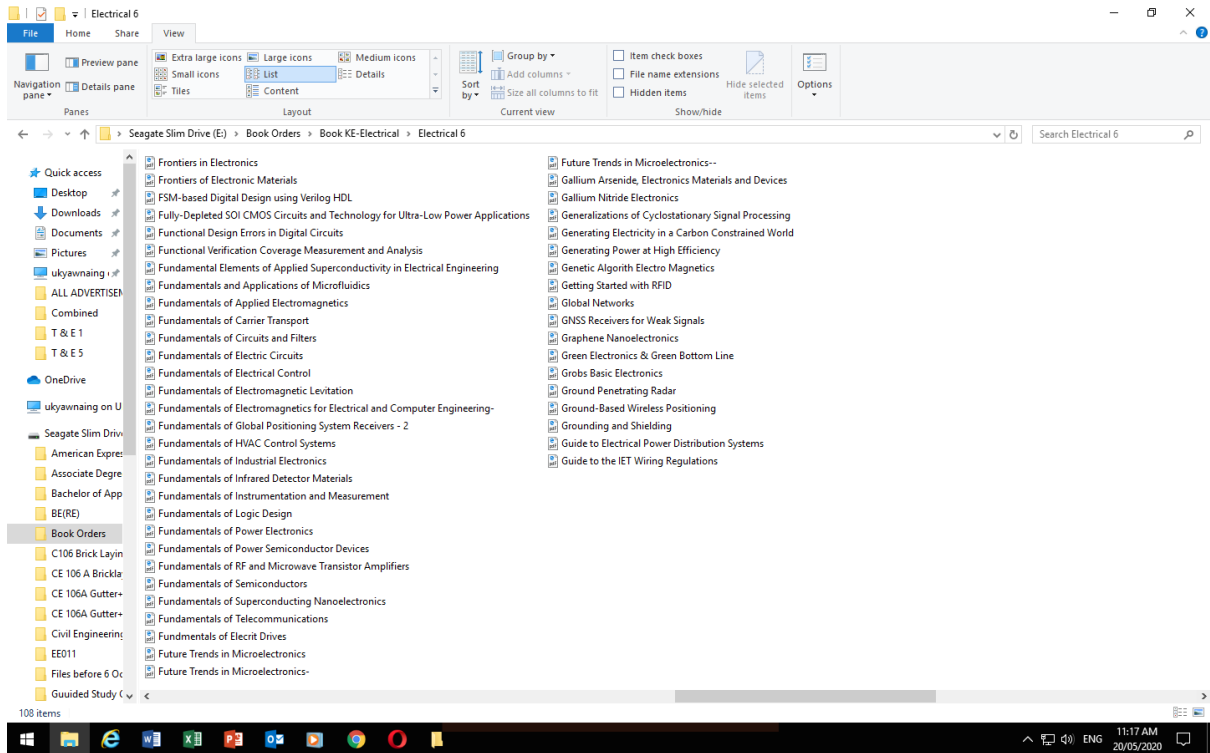 Electrical 6
File Home Share View
Preview pane
Details pane
Navigation pane
Panes
Extra large icons Large icons Medium icons
Small icons List Details
Tiles Content
Layout
Sort by
Group by
Add columns
Size all columns to fit
Current view
Item check boxes
File name extensions
Hidden items
Hide selected items
Show/hide
Options
Seagate Slim Drive (E:) > Book Orders > Book KE-Electrical > Electrical 6
Search Electrical 6
Quick access
Desktop
Downloads
Documents
Pictures
ukyawnaing
ALL ADVERTISEN
Combined
T & E 1
T & E 5
OneDrive
ukyawnaing on U
Seagate Slim Driv
American Expres
Associate Degre
Bachelor of App
BE(RE)
Book Orders
C106 Brick Layin
CE 106 A Brickla
CE 106A Gutter+
CE 106A Gutter+
Civil Engineering
EE011
Files before 6 Oc
Guuided Study (
Frontiers in Electronics
Frontiers of Electronic Materials
FSM-based Digital Design using Verilog HDL
Fully-Depleted SOI CMOS Circuits and Technology for Ultra-Low Power Applications
Functional Design Errors in Digital Circuits
Functional Verification Coverage Measurement and Analysis
Fundamental Elements of Applied Superconductivity in Electrical Engineering
Fundamentals and Applications of Microfluidics
Fundamentals of Applied Electromagnetics
Fundamentals of Carrier Transport
Fundamentals of Circuits and Filters
Fundamentals of Electric Circuits
Fundamentals of Electrical Control
Fundamentals of Electromagnetic Levitation
Fundamentals of Electromagnetics for Electrical and Computer Engineering-
Fundamentals of Global Positioning System Receivers - 2
Fundamentals of HVAC Control Systems
Fundamentals of Industrial Electronics
Fundamentals of Infrared Detector Materials
Fundamentals of Instrumentation and Measurement
Fundamentals of Logic Design
Fundamentals of Power Electronics
Fundamentals of Power Semiconductor Devices
Fundamentals of RF and Microwave Transistor Amplifiers
Fundamentals of Semiconductors
Fundamentals of Superconducting Nanoelectronics
Fundamentals of Telecommunications
Fundmentals of Elecrit Drives
Future Trends in Microelectronics
Future Trends in Microelectronics-
Future Trends in Microelectronics--
Gallium Arsenide, Electronics Materials and Devices
Gallium Nitride Electronics
Generalizations of Cyclostationary Signal Processing
Generating Electricity in a Carbon Constrained World
Generating Power at High Efficiency
Genetic Algorith Electro Magnetics
Getting Started with RFID
Global Networks
GNSS Receivers for Weak Signals
Graphene Nanoelectronics
Green Electronics & Green Bottom Line
Grobs Basic Electronics
Ground Penetrating Radar
Ground-Based Wireless Positioning
Grounding and Shielding
Guide to Electrical Power Distribution Systems
Guide to the IET Wiring Regulations
108 items
ENG
11:17 AM
20/05/2020